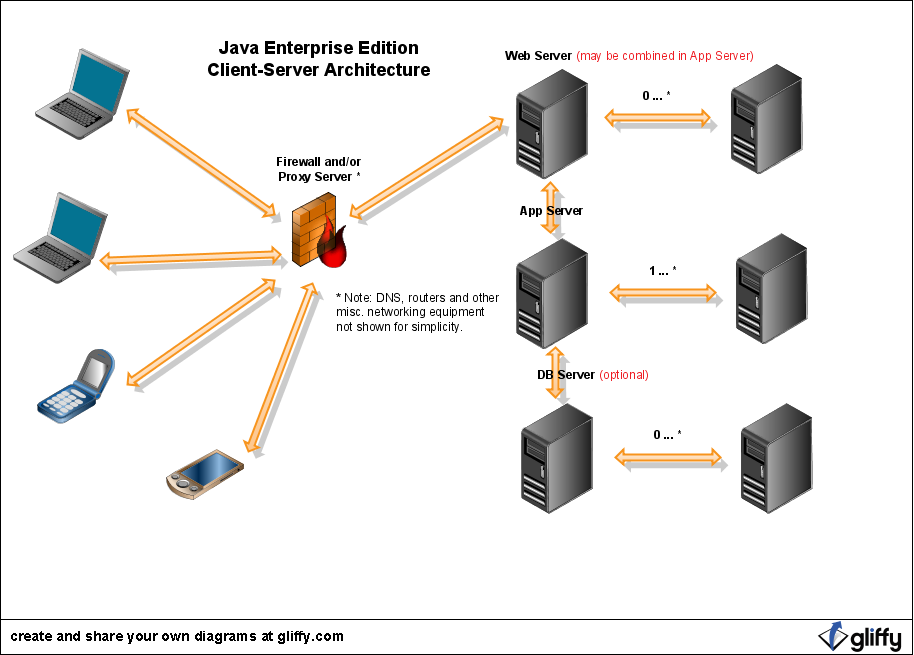 Java Enterprise Edition
Client-Server Architecture
Web Server (may be combined in App Server)
0 ... *
Firewall and/or
Proxy Server *
App Server
1 ... *
* Note: DNS, routers and other
misc. networking equipment
not shown for simplicity.
DB Server (optional)
0 ... *
create and share your own diagrams at gliffy.com
gliffy